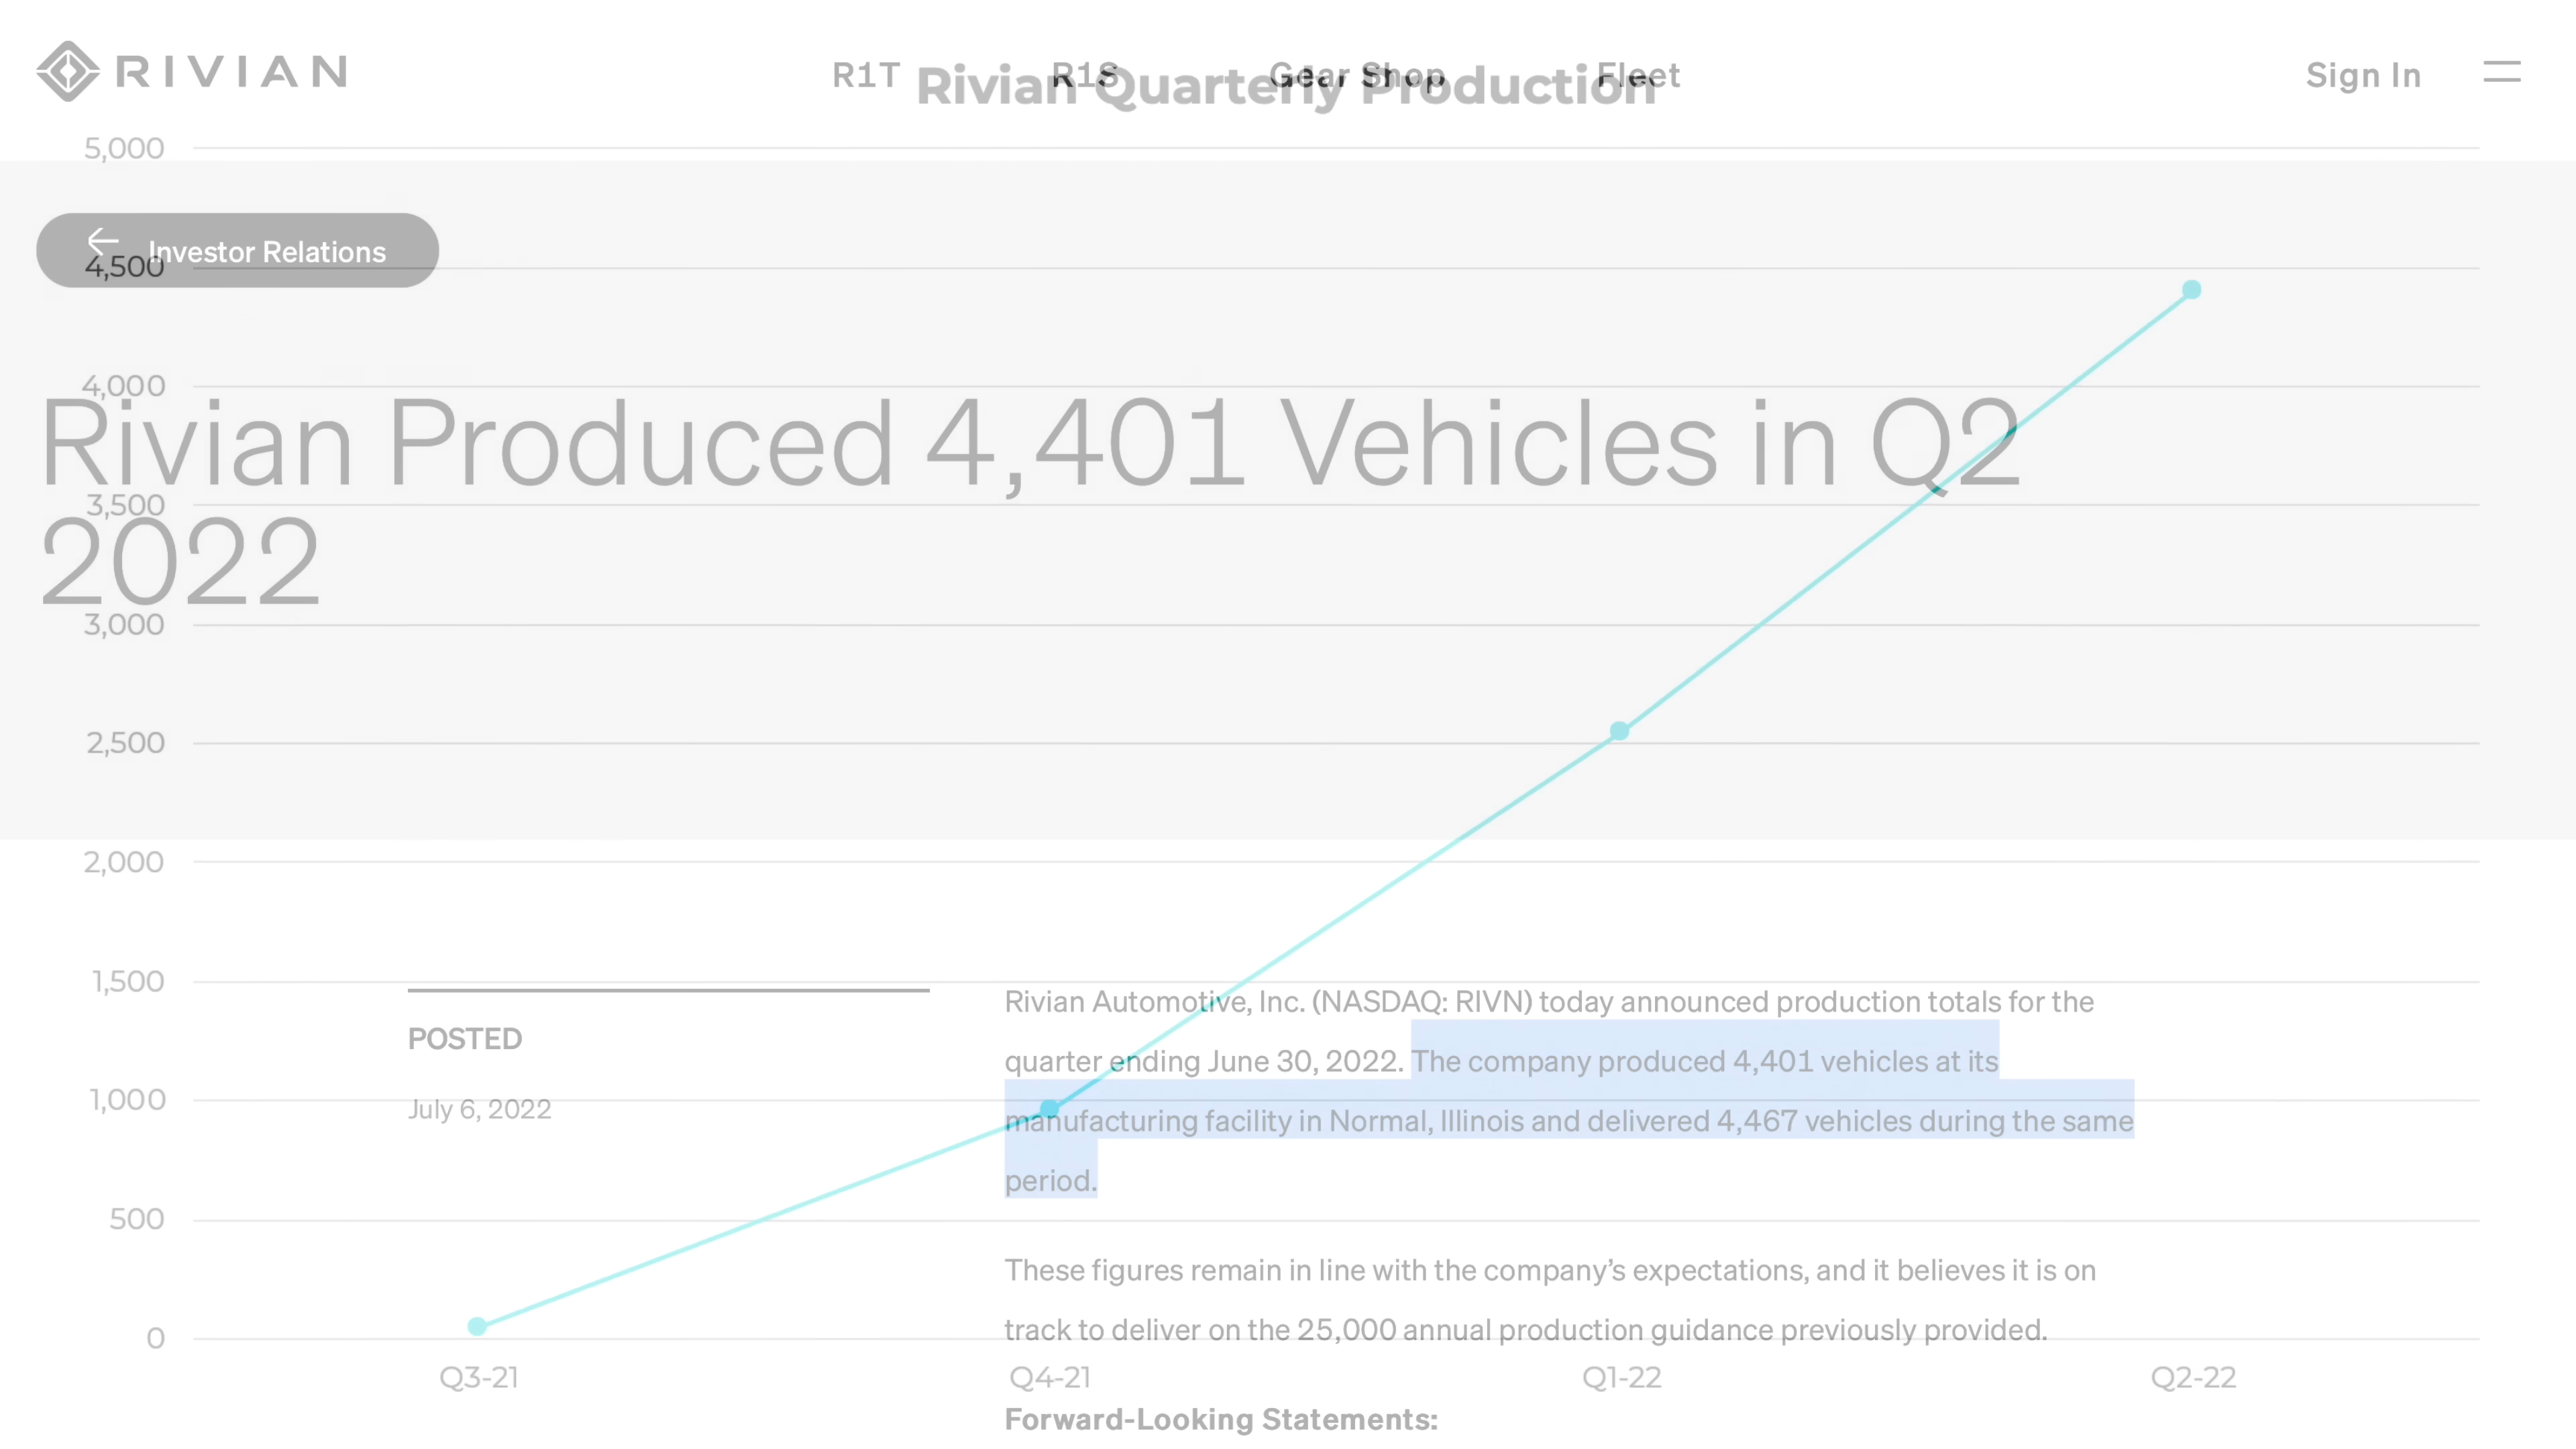 RIVIAN
R1T
R1S
Gear Shop
Fleet
Sign In
Rivian Quarterly Production
5,000
Investor Relations
4,500
4,000
Rivian Produced 4,401 Vehicles in Q2
3,500
2022
3,000
2,500
2,000
1,500
POSTED
July 6, 2022
Rivian Automotive, Inc. (NASDAQ: RIVN) today announced production totals for the
quarter ending June 30, 2022. The company produced 4,401 vehicles at its
manufacturing facility in Normal, Illinois and delivered 4,467 vehicles during the same
period.
1,000
500
These figures remain in line with the company’s expectations, and it believes it is on
track to deliver on the 25,000 annual production guidance previously provided.
0
Q3-21
Q4-21
Q1-22
Q2-22
Forward-Looking Statements: